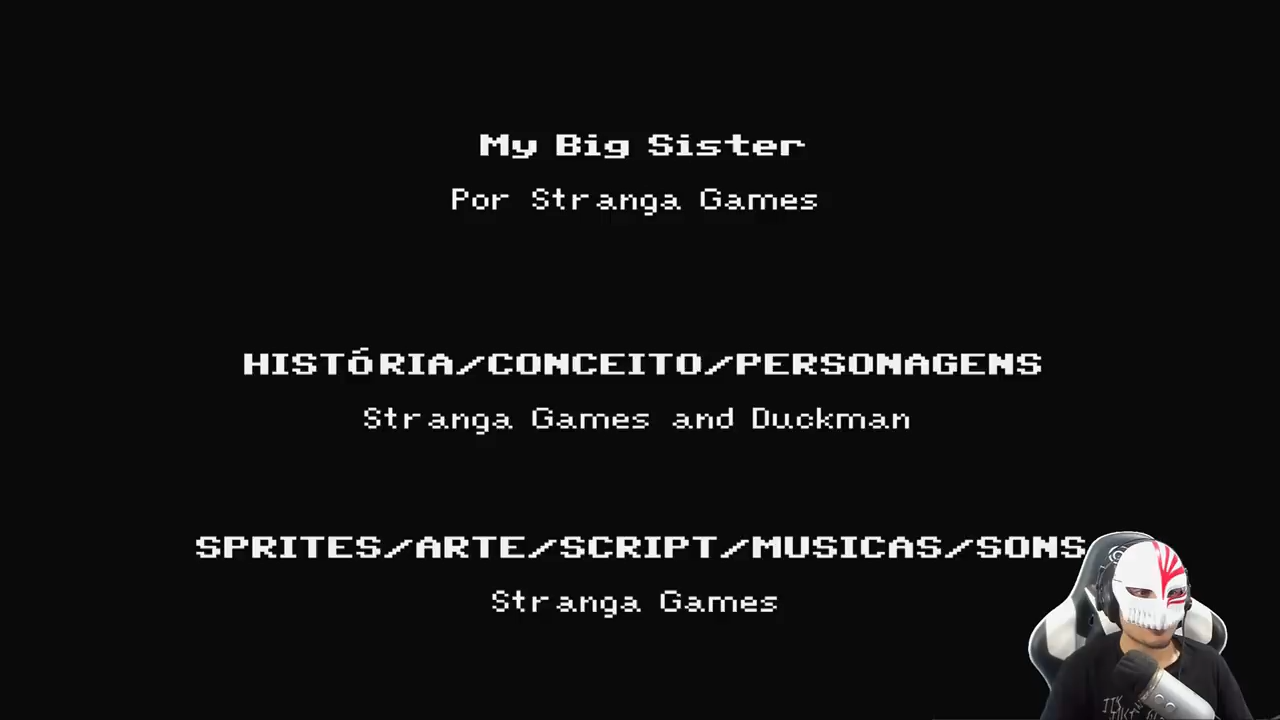 My Big Sister
Por Stranga Games
HISTóRIA/CONCEITO/PERSONAGENS
Stranga Games and Duckman
SPRITES/ARTE/SCRIPT/MUSICAS/SONS
Stranga Games